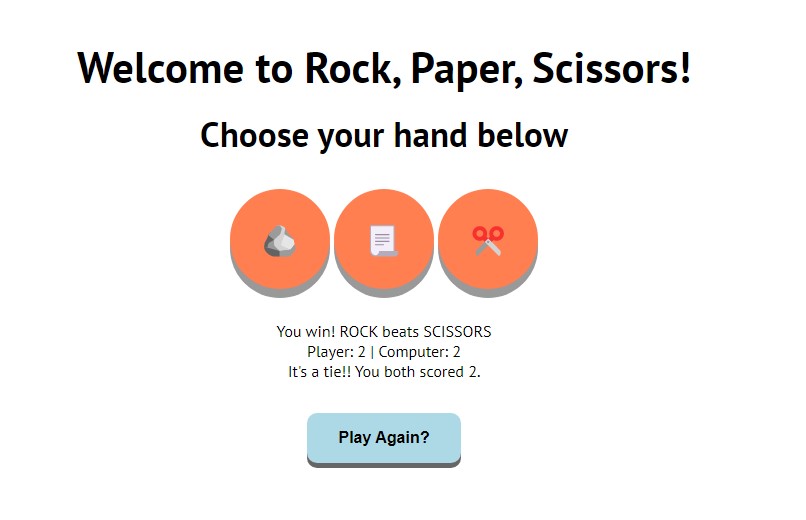 Welcome to Rock, Paper, Scissors!
Choose your hand below
You win! ROCK beats SCISSORS
Player: 2 | Computer: 2
It's a tie!! You both scored 2.
Play Again?